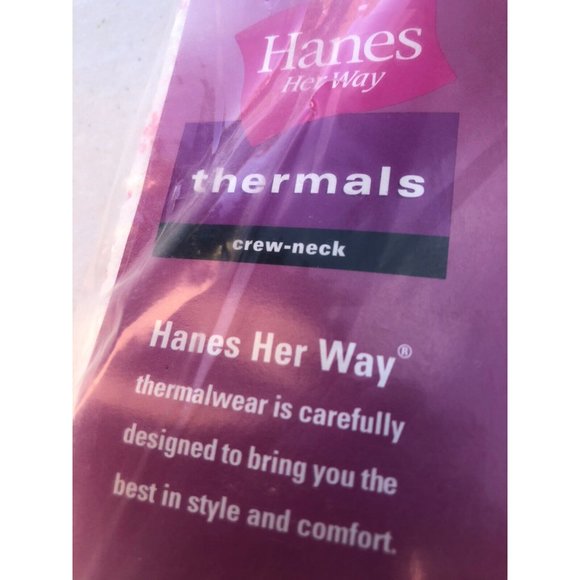 Hanes
Her Way
thermals
crew-neck
Hanes Her Way®
thermalwear is carefully
designed to bring you the
best in style and comfort.